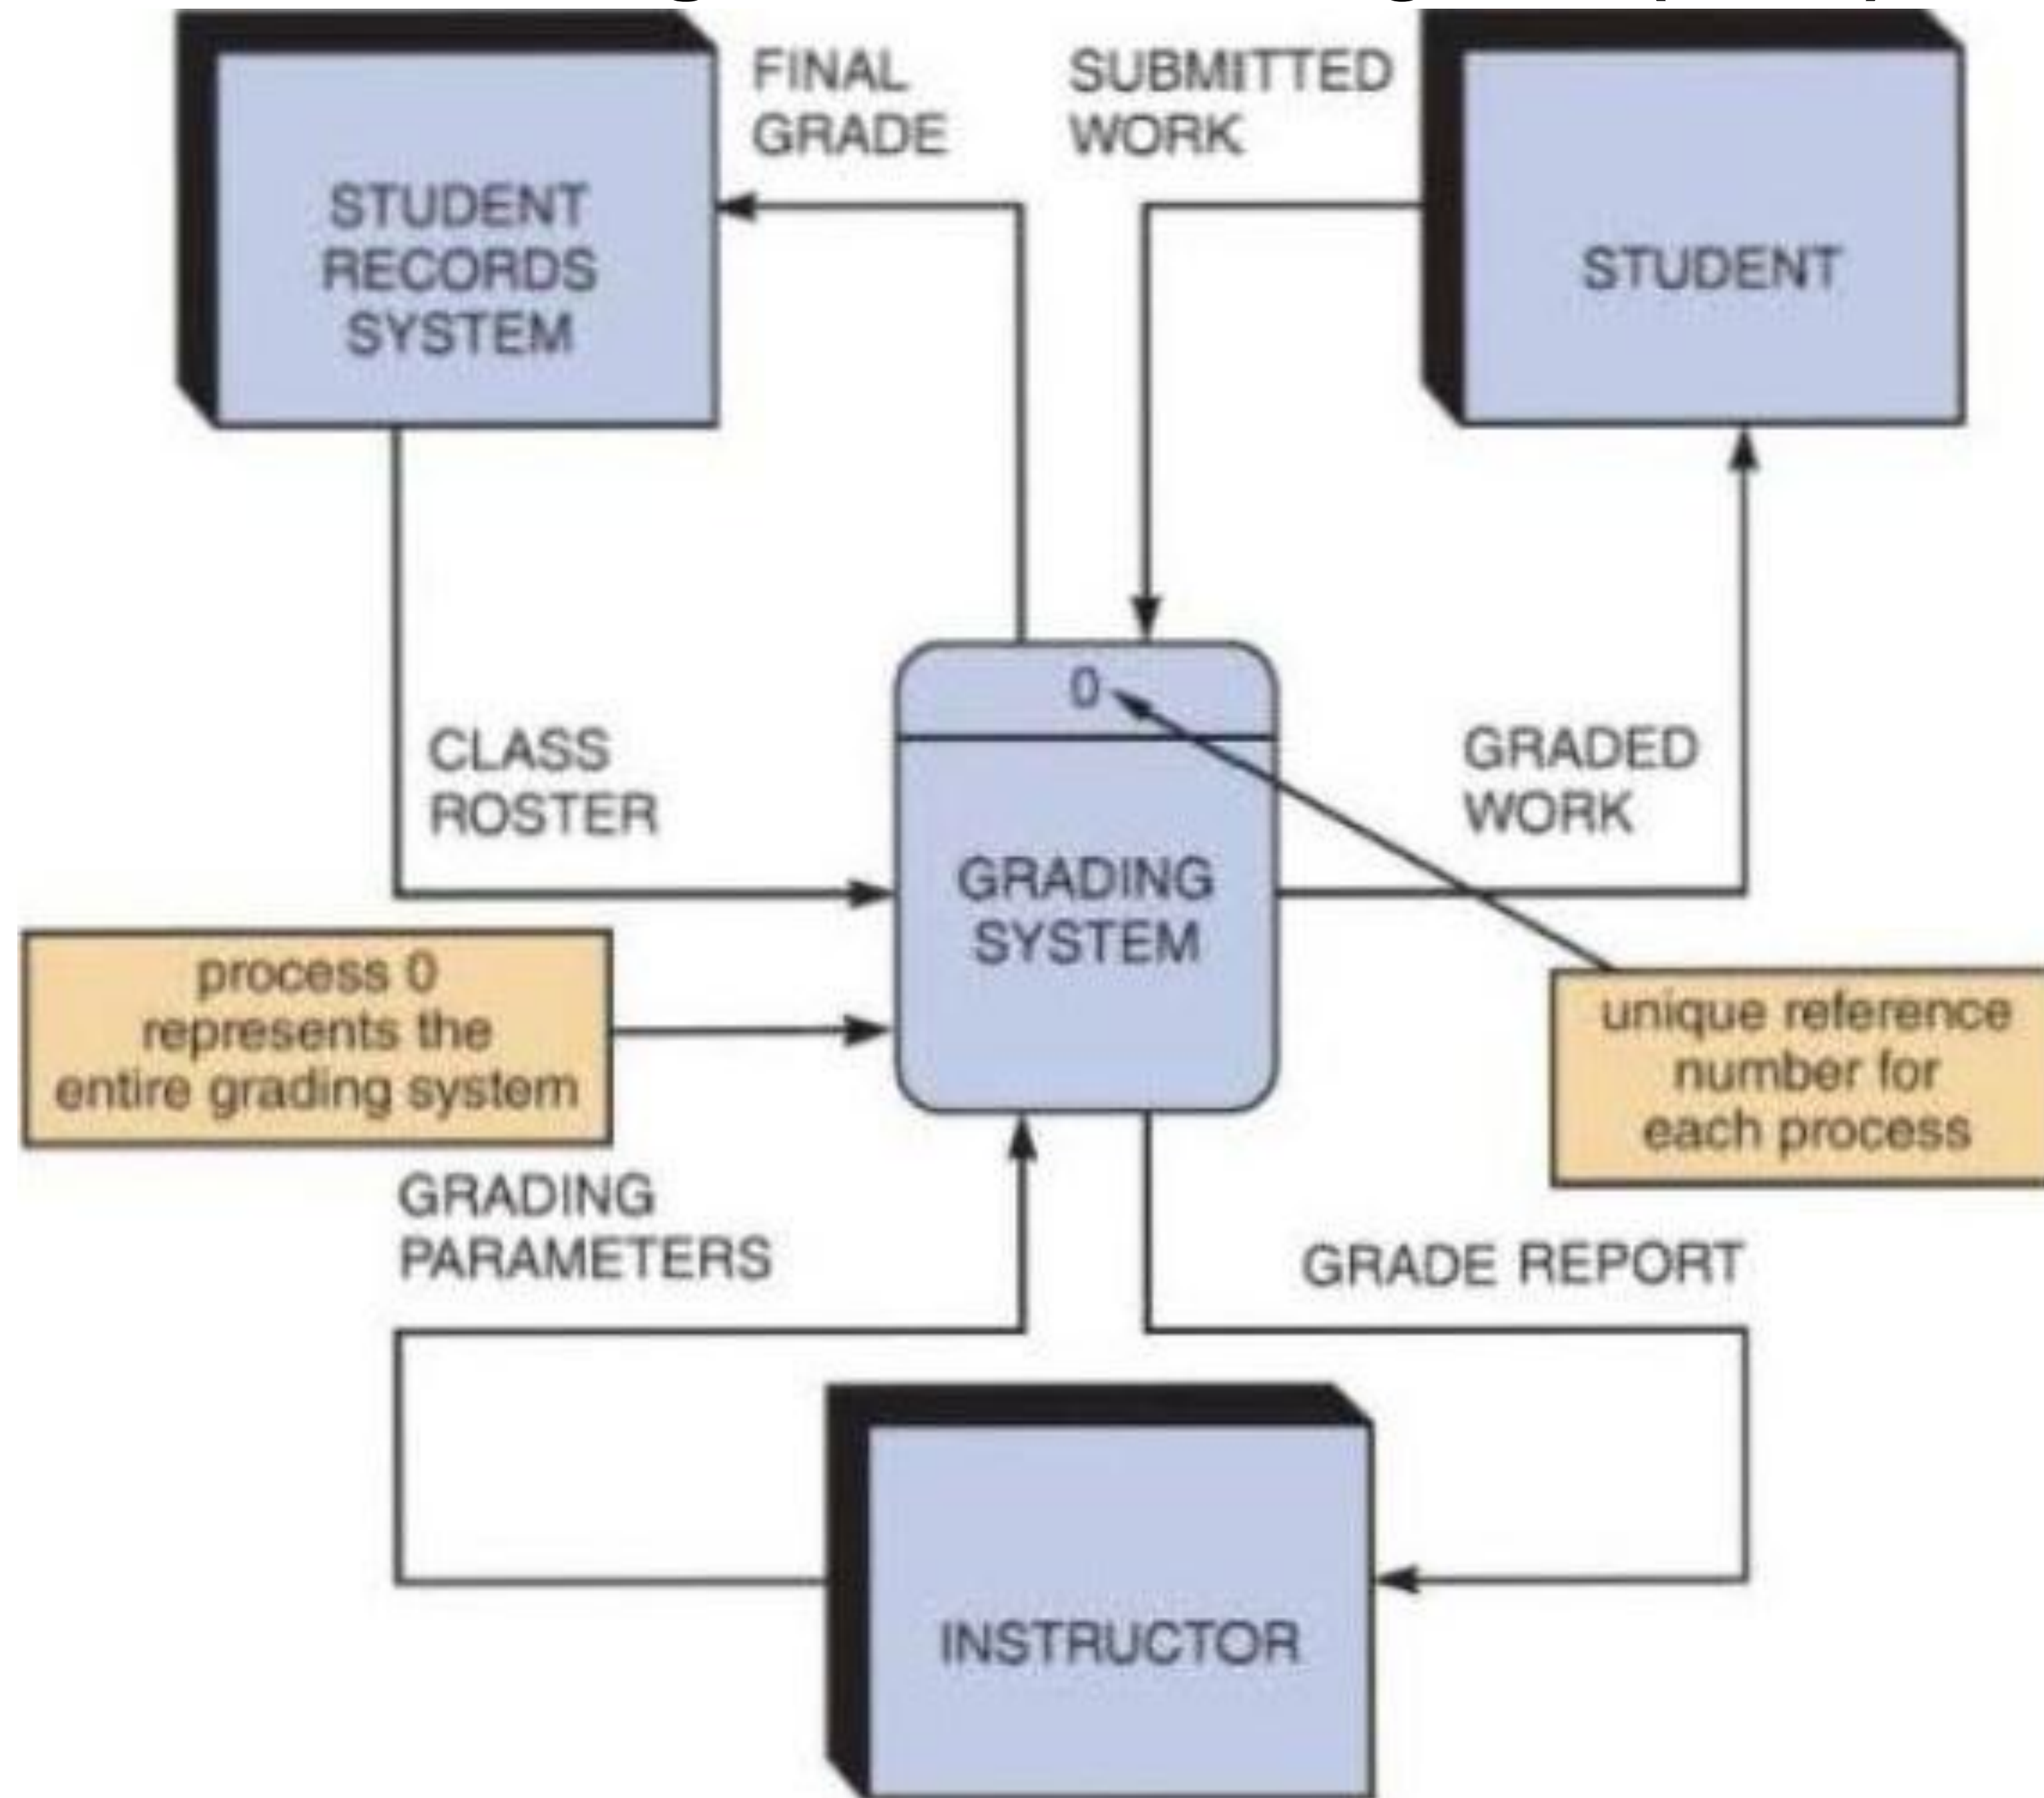 FINAL
GRADE
SUBMITTED
WORK
STUDENT
RECORDS
SYSTEM
STUDENT
0
CLASS
ROSTER
GRADED
WORK
GRADING
SYSTEM
process 0
represents the
entire grading system
unique reference
number for
each process
GRADING
PARAMETERS
GRADE REPORT
INSTRUCTOR